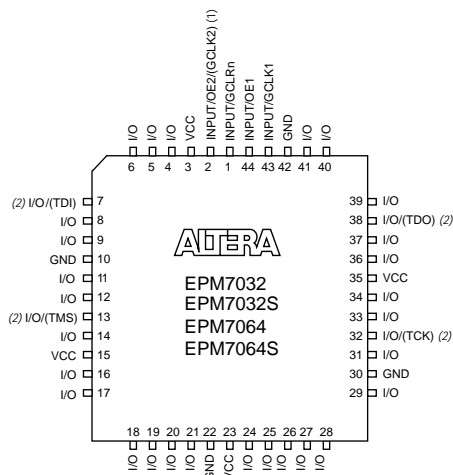 I/O
I/O
I/O
VCC
INPUT/OE2/(GCLK2) (1)
INPUT/GCLRn
INPUT/OE1
INPUT/GCLK1
GND
I/O
I/O
6 5 4 3 2 1 44 43 42 41 40
(2) I/O/(TDI) 7
I/O 8
I/O 9
GND 10
I/O 11
I/O 12
(2) I/O/(TMS) 13
I/O 14
VCC 15
I/O 16
I/O 17
ALTERA
EPM7032
EPM7032S
EPM7064
EPM7064S
39 I/O
38 I/O/(TDO) (2)
37 I/O
36 I/O
35 VCC
34 I/O
33 I/O
32 I/O/(TCK) (2)
31 I/O
30 GND
29 I/O
18 19 20 21 22 23 24 25 26 27 28
I/O
I/O
I/O
I/O
GND
VCC
I/O
I/O
I/O
I/O
I/O